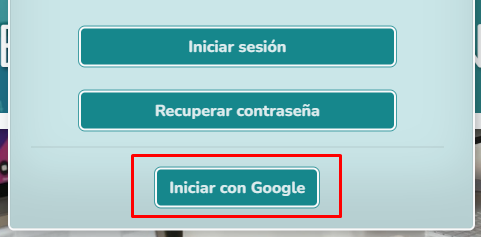 Iniciar sesión
Recuperar contraseña
Iniciar con Google